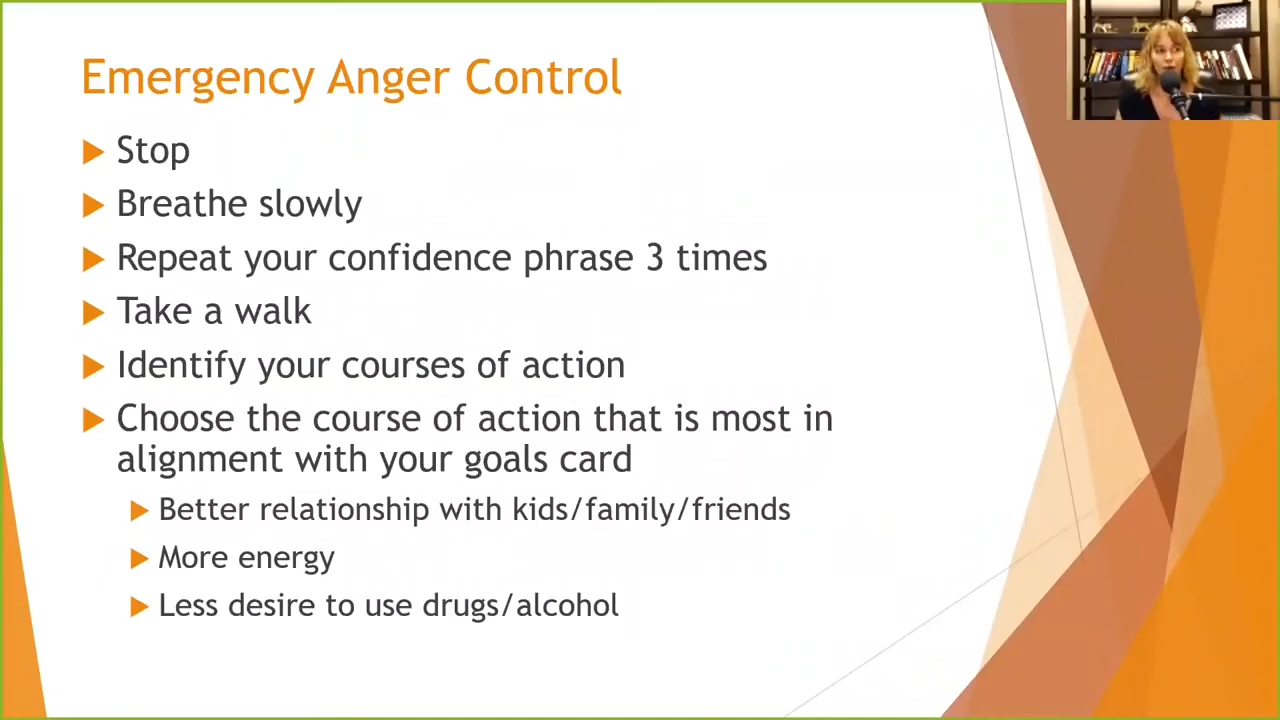 Emergency Anger Control
Stop
Breathe slowly
Repeat your confidence phrase 3 times
Take a walk
Identify your courses of action
Choose the course of action that is most in
alignment with your goals card
Better relationship with kids/family/friends
More energy
Less desire to use drugs/alcohol